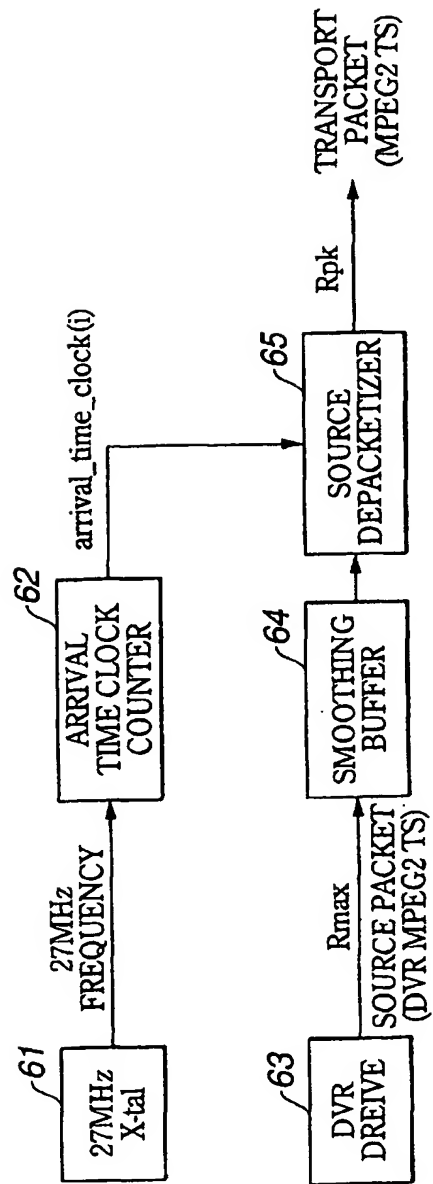 61
27MHz
X-tal
27MHz
FREQUENCY
62
ARRIVAL
TIME CLOCK
COUNTER
arrival_time_clock(i)
63
DVR
DREIVE
Rmax
SOURCE PACKET
(DVR MPEG2 TS)
64
SMOOTHING
BUFFER
65
SOURCE
DEPACKETIZER
Rpk
TRANSPORT
PACKET
(MPEG2 TS)